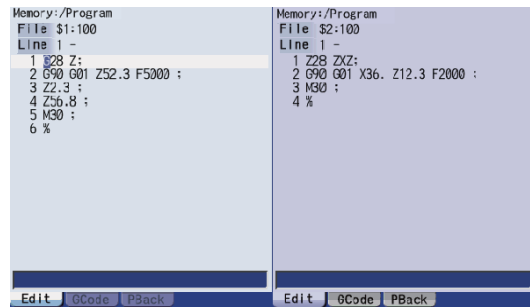 Memory:/Program
File $1:100
Line 1 -
1 G28 Z;
2 G90 G01 Z52.3 F5000 ;
3 Z2.3 ;
4 Z56.8 ;
5 M30 ;
6 %
Edit GCode PBack
Memory:/Program
File $2:100
Line 1 -
1 Z28 ZXZ;
2 G90 G01 X36. Z12.3 F2000 ;
3 M30 ;
4 %
Edit GCode PBack